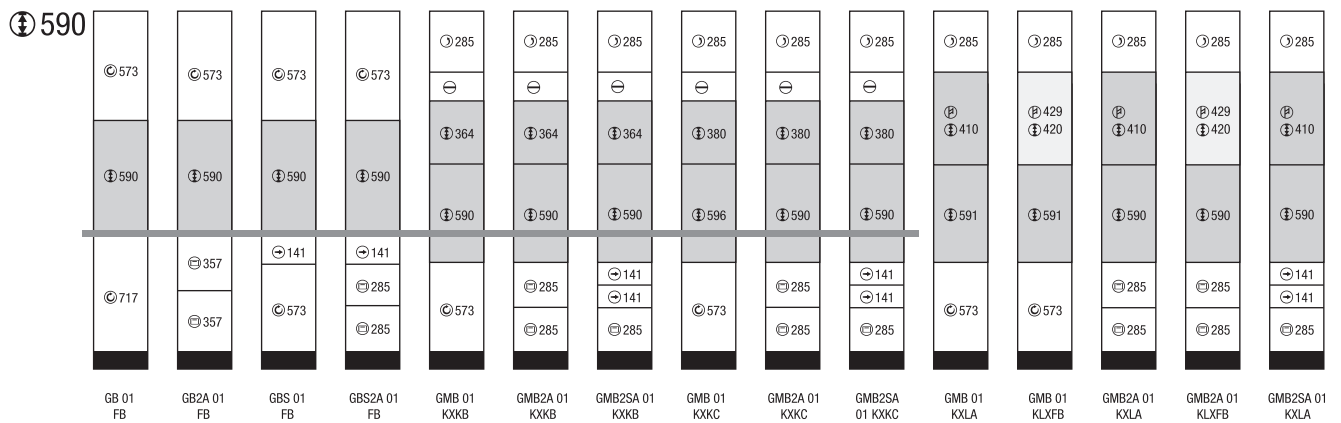 590
573 573 573 573 285 285 285 285 285 285 285 285 285 285 285
429 429
364 364 364 380 380 380 410 420 410 420 410
590 590 590 590
590 590 590 596 590 590 591 591 590 590 590
141 141
357
141 141 141
285 285 285 285 285
717 141 141 141
573 573 573 573 573
357
285 285 285 285 285 285 285 285 285
GB 01 GB2A 01 GBS 01 GBS2A 01 GMB 01 GMB2A 01 GMB2SA 01 GMB 01 GMB2A 01 GMB2SA GMB 01 GMB 01 GMB2A 01 GMB2A 01 GMB2SA 01
FB FB FB FB KXKB KXKB KXKB KXKC KXKC 01 KXKC KXLA KLXFB KXLA KLXFB KXLA